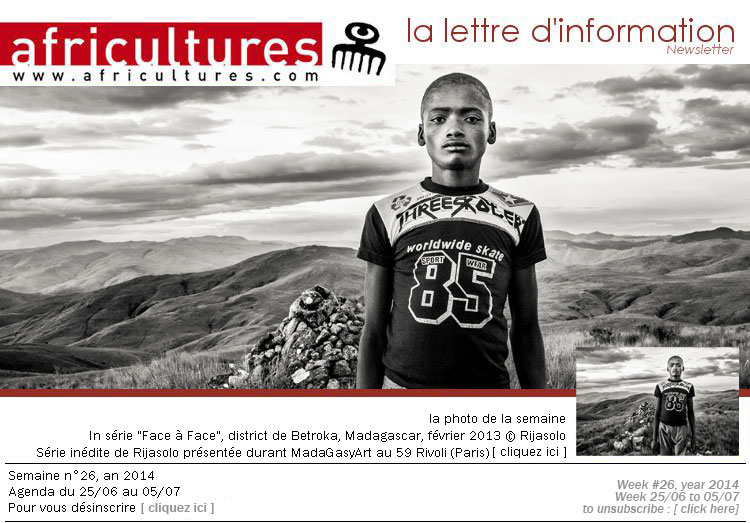 africultures
www.africultures.com
la lettre d'information
Newsletter
THREESKATER
worldwide skate
SPORT WEAR
85
la photo de la semaine
In série "Face à Face", district de Betroka, Madagascar, février 2013 © Rijasolo
Série inédite de Rijasolo présentée durant MadaGasyArt au 59 Rivoli (Paris) [ cliquez ici ]
Semaine n°26, an 2014
Agenda du 25/06 au 05/07
Pour vous désinscrire [ cliquez ici ]
Week #26, year 2014
Week 25/06 to 05/07
to unsubscribe : [ click here]